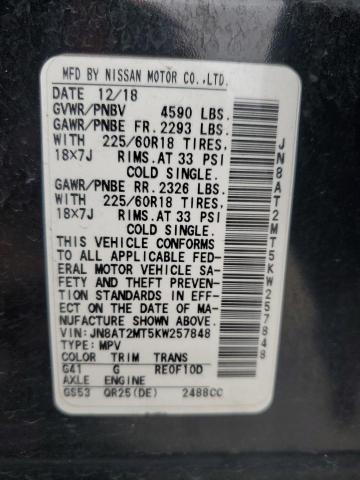 MFD BY NISSAN MOTOR CO.,LTD.
DATE 12/18
GVWR/PNBV 4590 LBS.
GAWR/PNBE FR. 2293 LBS.
WITH 225/60R18 TIRES,
18X7J RIMS.AT 33 PSI
COLD SINGLE.
GAWR/PNBE RR. 2326 LBS.
WITH 225/60R18 TIRES,
18X7J RIMS.AT 33 PSI
COLD SINGLE.
THIS VEHICLE CONFORMS
TO ALL APPLICABLE FED-
ERAL MOTOR VEHICLE SA-
FETY AND THEFT PREVEN-
TION STANDARDS IN EFF-
ECT ON THE DATE OF MA-
NUFACTURE SHOWN ABOVE.
VIN:JN8AT2MT5KW257848
TYPE: MPV
COLOR TRIM TRANS
G41 G RE0F10D
AXLE ENGINE
GS53 QR25(DE) 2488CC
JN8AT2MT5KW257848